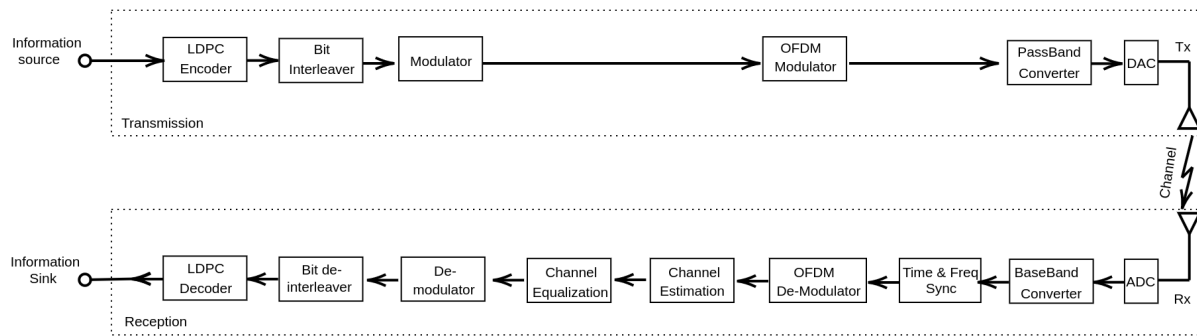 Information
source
LDPC
Encoder
Bit
Interleaver
Modulator
OFDM
Modulator
PassBand
Converter
DAC
Tx
Transmission
Channel
Information
Sink
LDPC
Decoder
Bit de-
interleaver
De-
modulator
Channel
Equalization
Channel
Estimation
OFDM
De-Modulator
Time & Freq
Sync
BaseBand
Converter
ADC
Rx
Reception